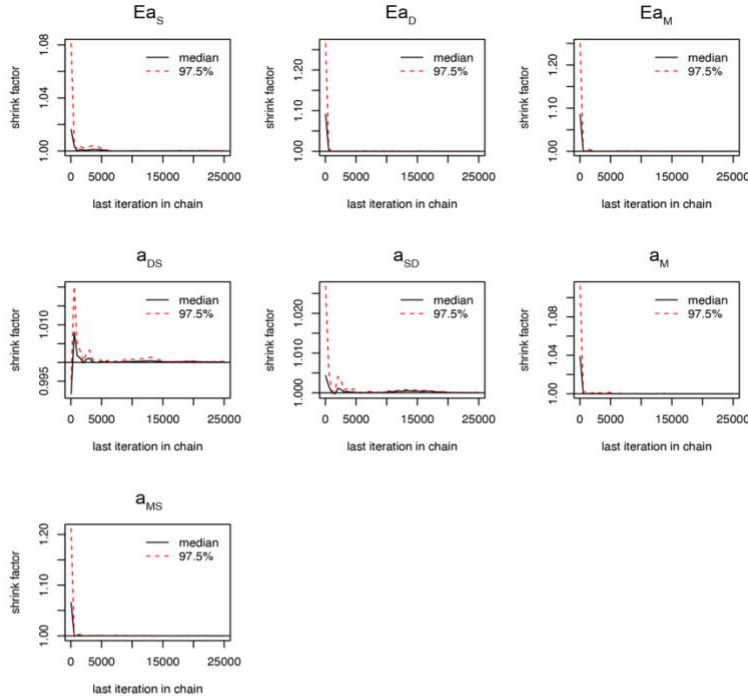 Ea_S Ea_D Ea_M
shrink factor 1.00 1.04 1.08 median 97.5% 0 5000 15000 25000 last iteration in chain
shrink factor 1.00 1.10 1.20 median 97.5% 0 5000 15000 25000 last iteration in chain
shrink factor 1.00 1.10 1.20 median 97.5% 0 5000 15000 25000 last iteration in chain
a_DS a_SD a_M
shrink factor 0.995 1.010 median 97.5% 0 5000 15000 25000 last iteration in chain
shrink factor 1.000 1.010 1.020 median 97.5% 0 5000 15000 25000 last iteration in chain
shrink factor 1.00 1.04 1.08 median 97.5% 0 5000 15000 25000 last iteration in chain
a_MS
shrink factor 1.00 1.10 1.20 median 97.5% 0 5000 15000 25000 last iteration in chain